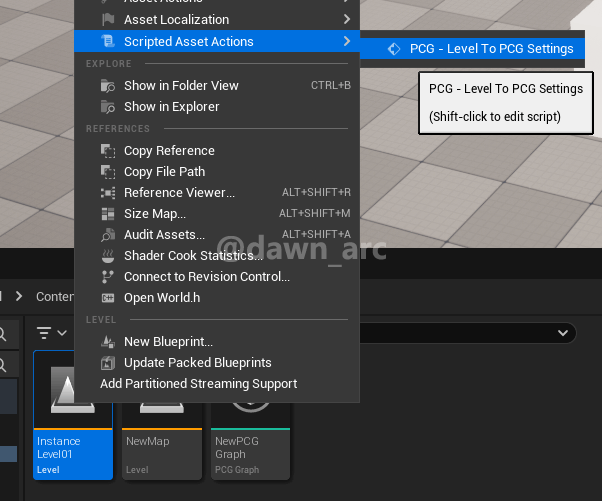 Asset Localization
Scripted Asset Actions
PCG - Level To PCG Settings
PCG - Level To PCG Settings
(Shift-click to edit script)
EXPLORE
Show in Folder View CTRL+B
Show in Explorer
REFERENCES
Copy Reference
Copy File Path
Reference Viewer... ALT+SHIFT+R
Size Map... ALT+SHIFT+M
Audit Assets... ALT+SHIFT+A
@dawn_arc
Shader Cook Statistics...
Connect to Revision Control...
Open World.h
LEVEL
New Blueprint...
Update Packed Blueprints
Add Partitioned Streaming Support
Instance
Level01
Level
NewMap
Level
NewPCG
Graph
PCG Graph